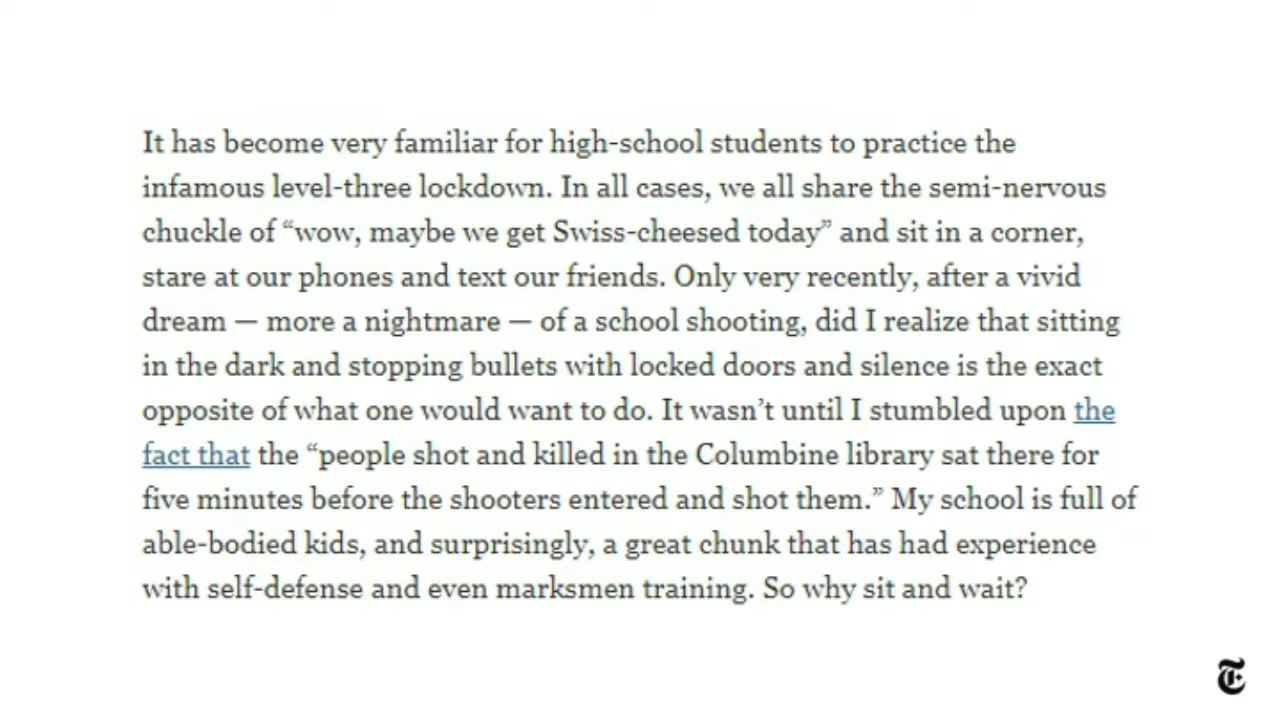 It has become very familiar for high-school students to practice the
infamous level-three lockdown. In all cases, we all share the semi-nervous
chuckle of “wow, maybe we get Swiss-cheesed today” and sit in a corner,
stare at our phones and text our friends. Only very recently, after a vivid
dream — more a nightmare — of a school shooting, did I realize that sitting
in the dark and stopping bullets with locked doors and silence is the exact
opposite of what one would want to do. It wasn’t until I stumbled upon the
fact that the “people shot and killed in the Columbine library sat there for
five minutes before the shooters entered and shot them.” My school is full of
able-bodied kids, and surprisingly, a great chunk that has had experience
with self-defense and even marksmen training. So why sit and wait?
T